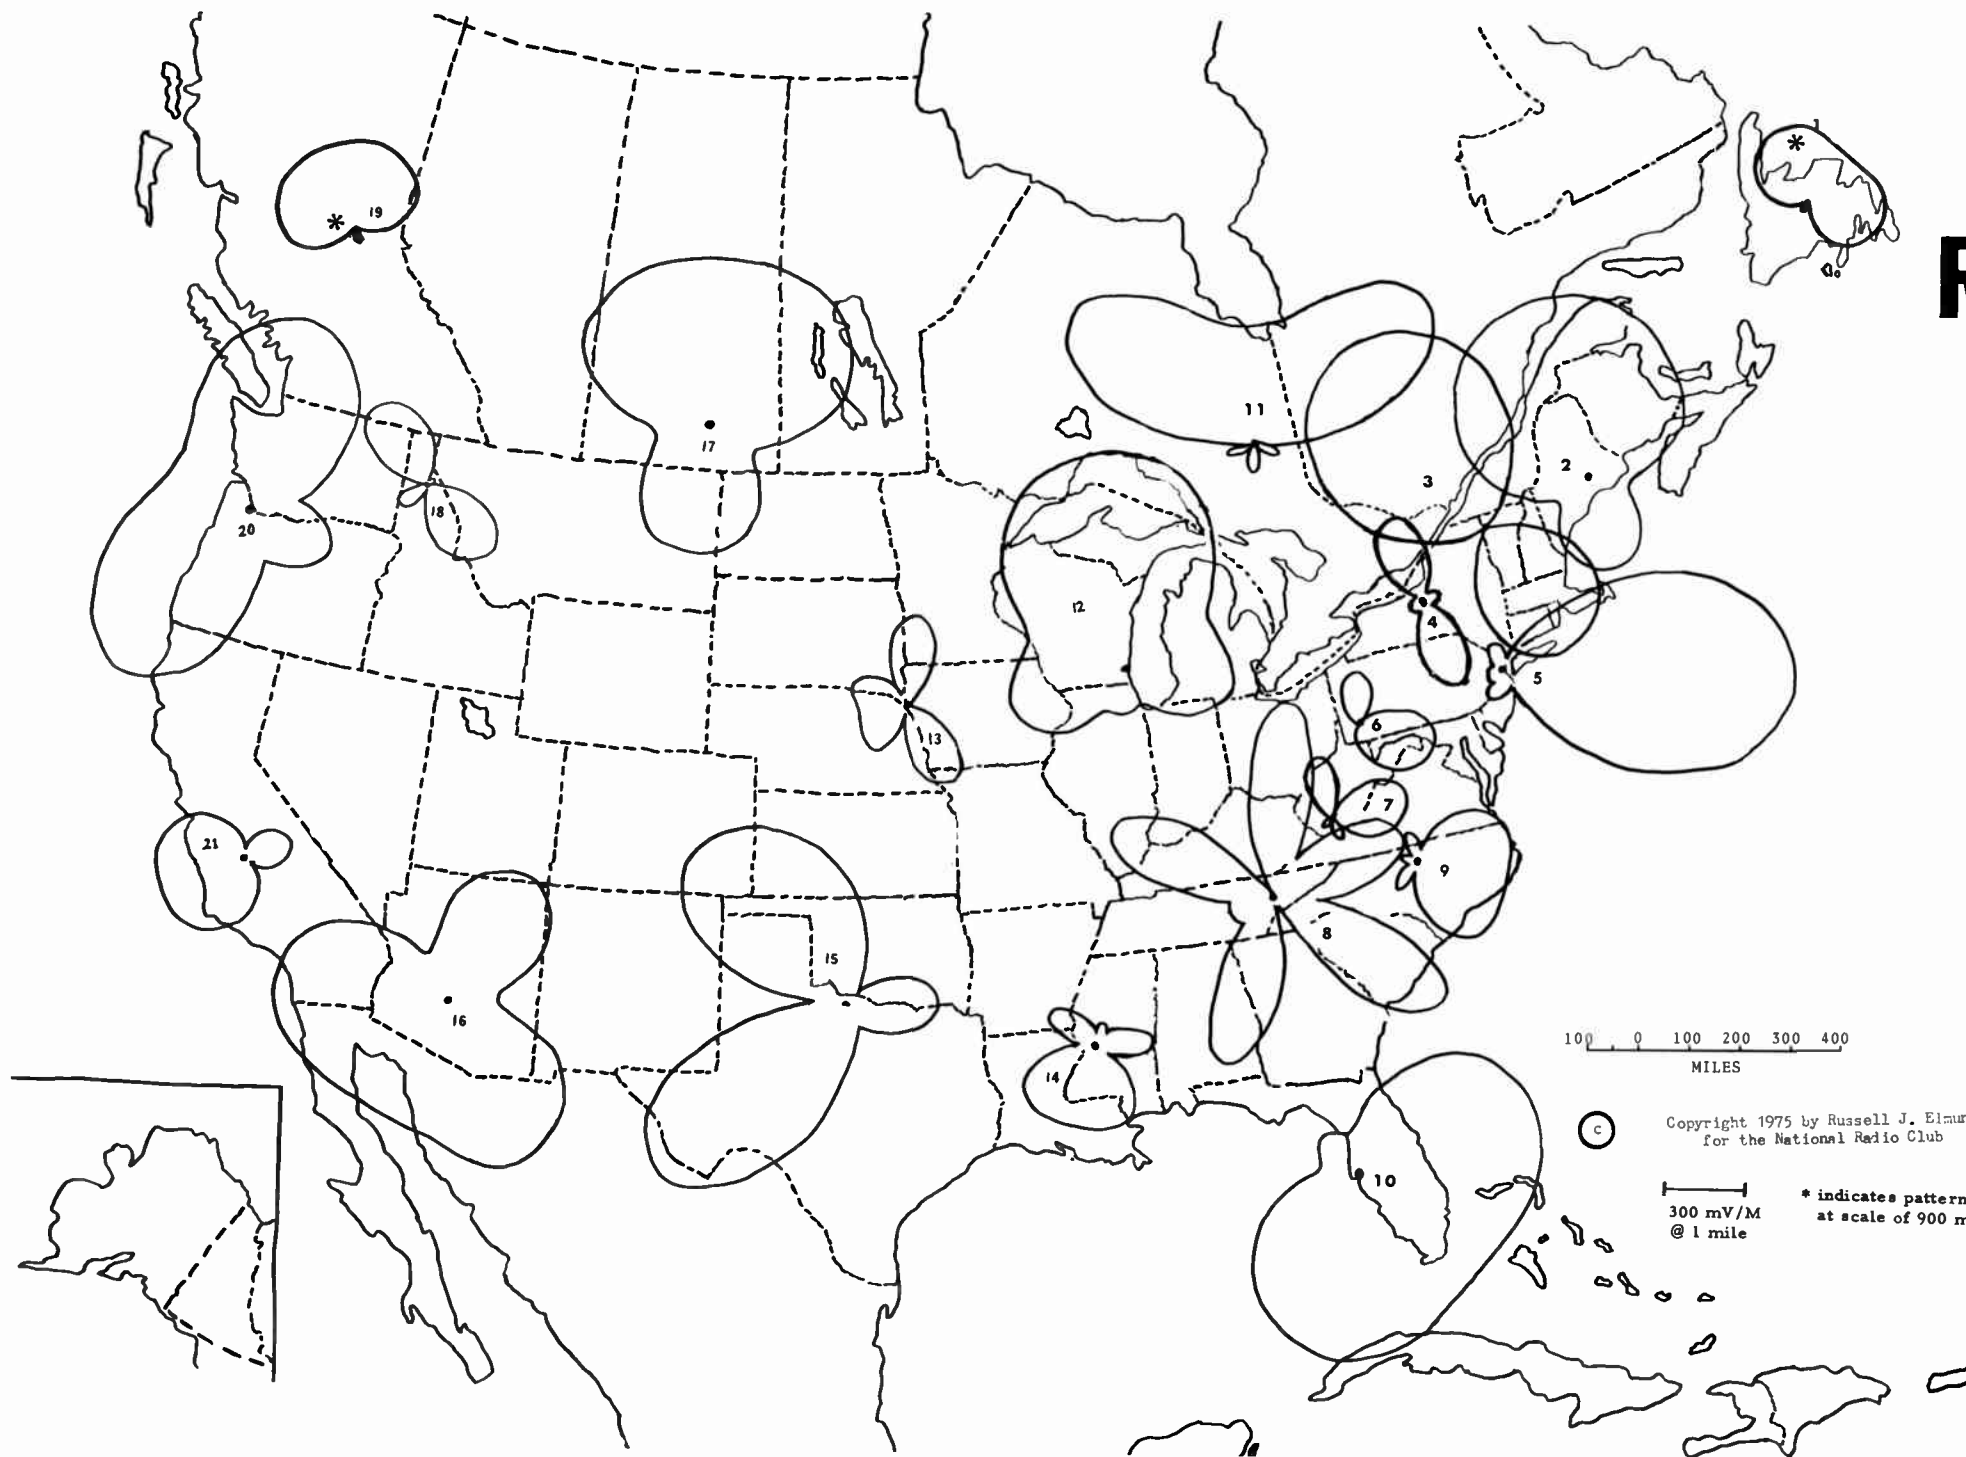 *
1
R
19
*
11
17
2
3
18
20
12
4
5
6
13
7
21
9
8
15
16
14
100 0 100 200 300 400
MILES
c
Copyright 1975 by Russell J.
for the National Radio Club
10
300 mV/M
@ 1 mile
* indicates pattern
at scale of 900 m